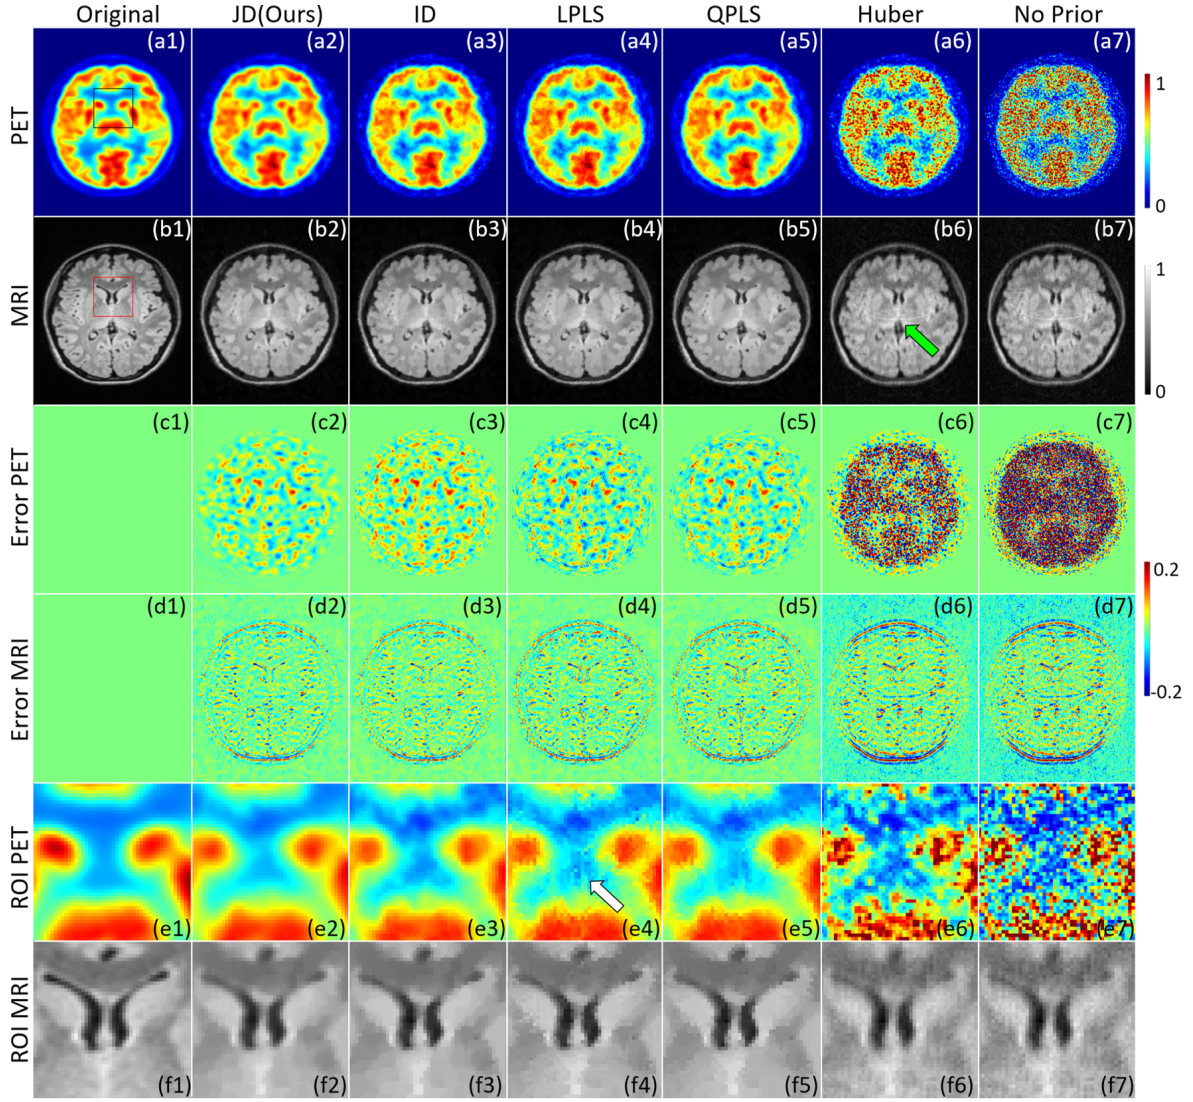 Original JD(Ours) ID LPLS QPLS Huber No Prior
PET (a1) (a2) (a3) (a4) (a5) (a6) (a7) 1
0
MRI (b1) (b2) (b3) (b4) (b5) (b6) (b7) 1
0
Error PET (c1) (c2) (c3) (c4) (c5) (c6) (c7) 0.2
Error MRI (d1) (d2) (d3) (d4) (d5) (d6) (d7) -0.2
ROI PET (e1) (e2) (e3) (e4) (e5) (e6) (e7)
ROI MRI (f1) (f2) (f3) (f4) (f5) (f6) (f7)